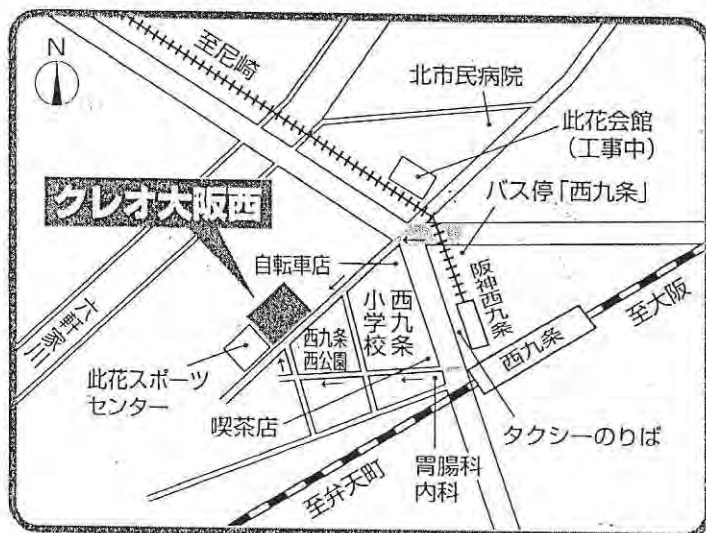 N
至尼崎
北市民病院
此花会館
(工事中)
クレオ大阪西
バス停「西九条」
自転車店
阪神西九条
至大阪
六軒家川
西九条
小学校
西九条
西公園
西九条
此花スポーツ
センター
喫茶店
タクシーのりば
胃腸科
内科
至弁天町